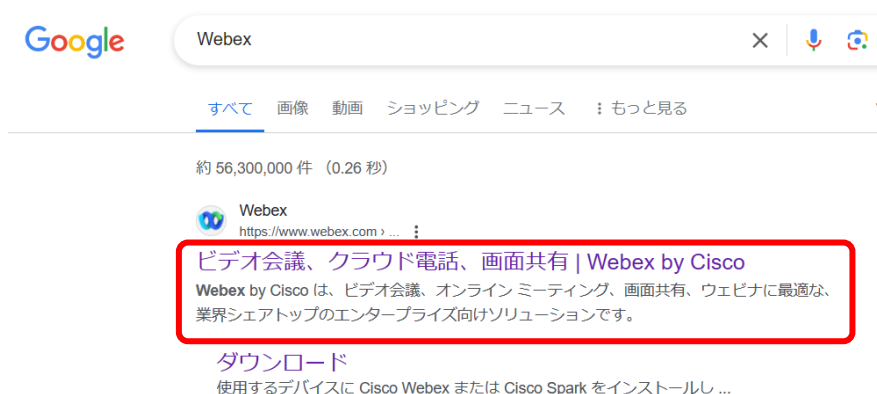 Google
Webex
すべて 画像 動画 ショッピング ニュース もっと見る
約 56,300,000 件 （0.26 秒）
Webex
https://www.webex.com › ...
ビデオ会議、クラウド電話、画面共有 | Webex by Cisco
Webex by Cisco は、ビデオ会議、オンライン ミーティング、画面共有、ウェビナに最適な、
業界シェアトップのエンタープライズ向けソリューションです。
ダウンロード
使用するデバイスに Cisco Webex または Cisco Spark をインストールし ...